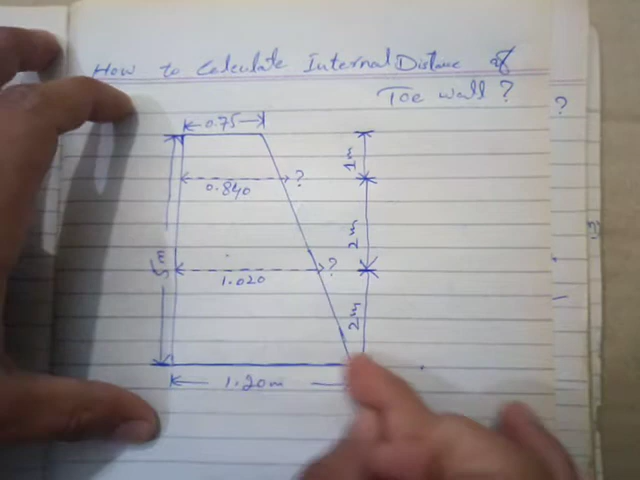 How to Calculate Internal Distane of
Toe wall ?
?
0.75
1m
0.840 ?
2m
5m
?
1.020
2m
1.20m